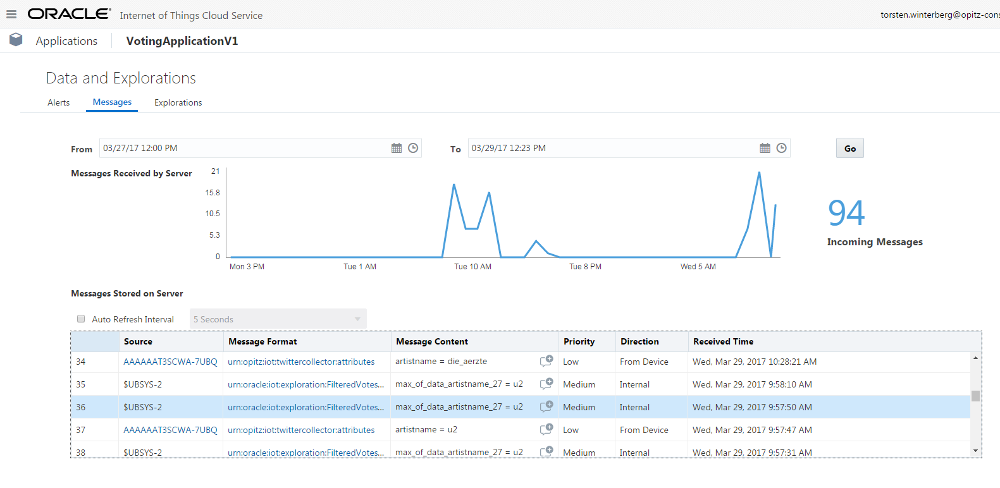 ORACLE® Internet of Things Cloud Service torsten.winterberg@opitz-cons
Applications VotingApplicationV1
Data and Explorations
Alerts Messages Explorations
From 03/27/17 12:00 PM To 03/29/17 12:23 PM Go
Messages Received by Server
21
15.8
10.5
5.3
0
Mon 3 PM Tue 1 AM Tue 10 AM Tue 8 PM Wed 5 AM
94
Incoming Messages
Messages Stored on Server
Auto Refresh Interval 5 Seconds
Source Message Format Message Content Priority Direction Received Time
34 AAAAAAT3SCWA-7UBQ urn:opitz:iot:twittercollector:attributes artistname = die_aerzte Low From Device Wed, Mar 29, 2017 10:28:21 AM
35 $UBSYS-2 urn:oracle:iot:exploration:FilteredVotes... max_of_data_artistname_27 = u2 Medium Internal Wed, Mar 29, 2017 9:58:10 AM
36 $UBSYS-2 urn:oracle:iot:exploration:FilteredVotes... max_of_data_artistname_27 = u2 Medium Internal Wed, Mar 29, 2017 9:57:50 AM
37 AAAAAAT3SCWA-7UBQ urn:opitz:iot:twittercollector:attributes artistname = u2 Low From Device Wed, Mar 29, 2017 9:57:47 AM
38 $UBSYS-2 urn:oracle:iot:exploration:FilteredVotes... max_of_data_artistname_27 = u2 Medium Internal Wed, Mar 29, 2017 9:57:31 AM